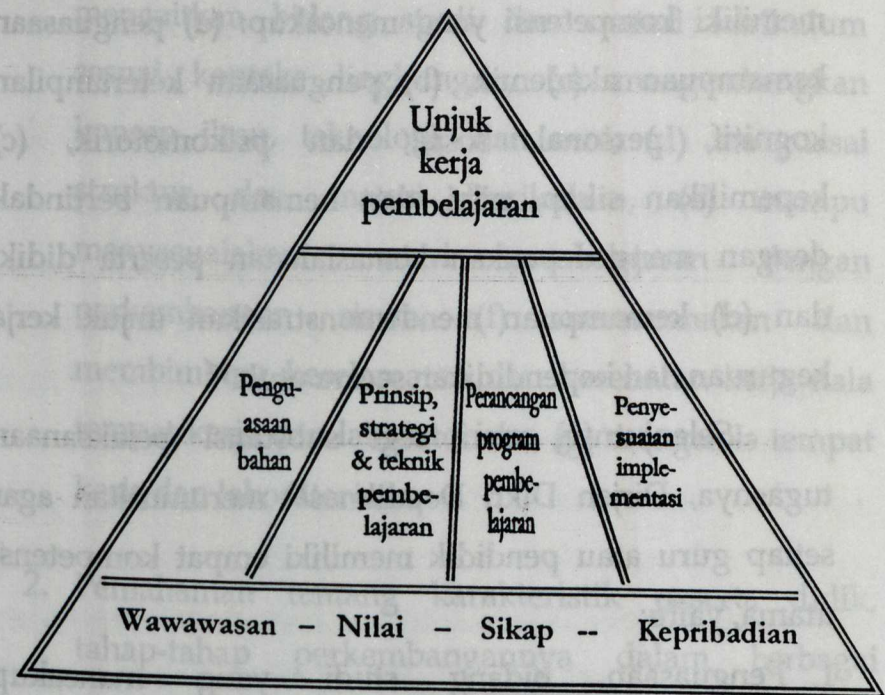 Unjuk
kerja
pembelajaran
Pengu-
asaan
bahan
Prinsip,
strategi
& teknik
pembe-
lajaran
Perancangan
program
pembe-
lajaran
Penye-
suaian
imple-
mentasi
Wawawasan – Nilai – Sikap -- Kepribadian